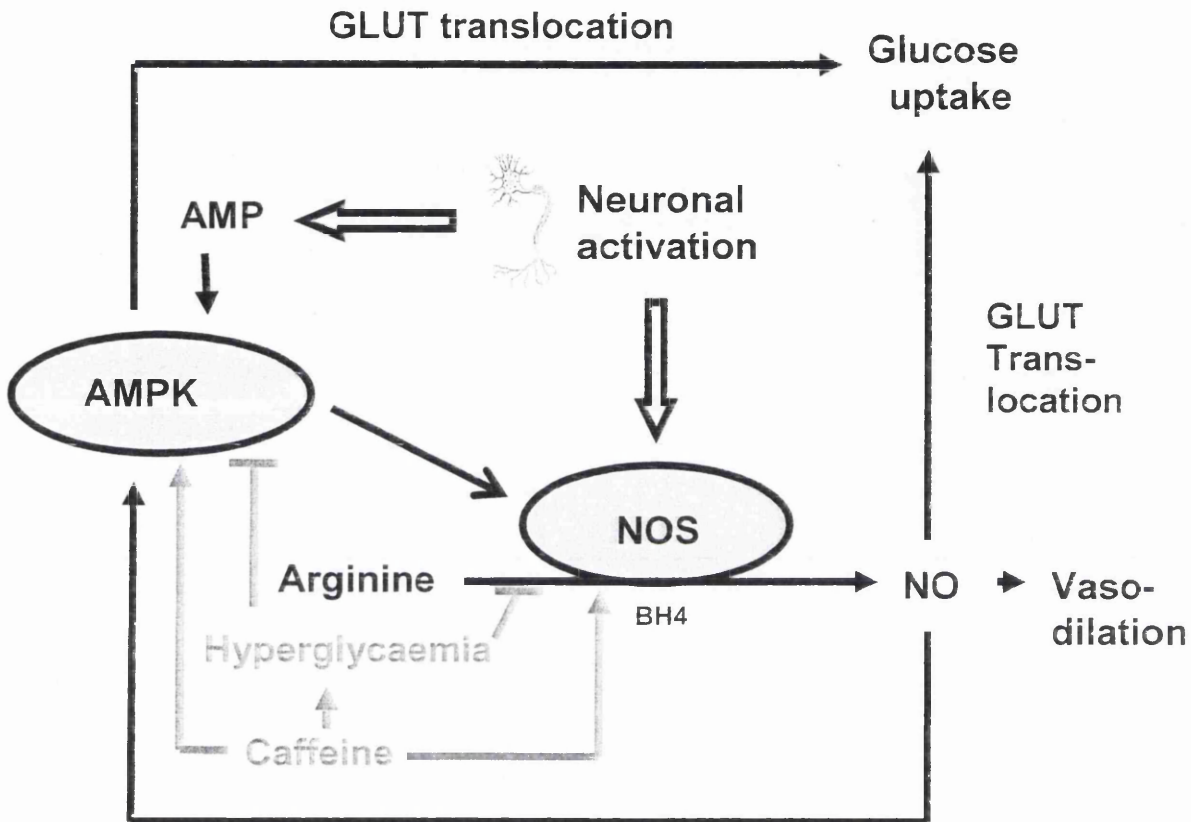 GLUT translocation
Glucose
uptake
AMP
Neuronal
activation
GLUT
Trans-
location
AMPK
NOS
Arginine
NO
Vaso-
dilation
BH4
Hyperglycaemia
Caffeine